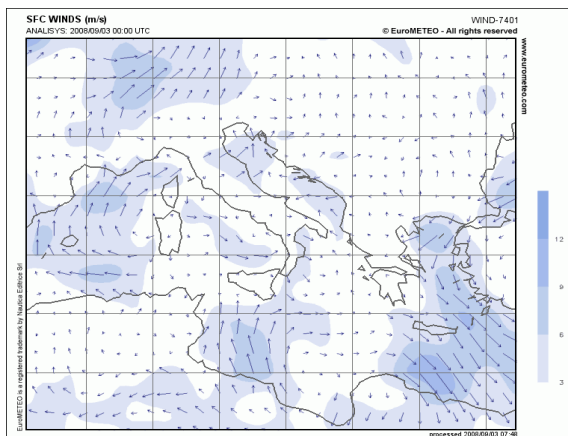 SFC WINDS (m/s)
WIND-7401
ANALISYS: 2008/09/03 00:00 UTC
© EuroMETEO - All rights reserved
www.eurometeo.com
12
9
6
3
EuroMETEO is a registered trademark by Nautica Editrice Srl
processed 2008/09/03 07:48